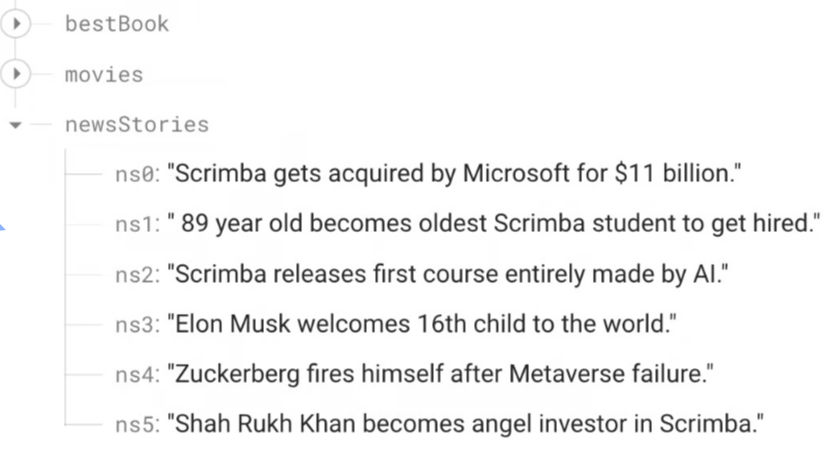 bestBook
movies
newsStories
ns0: "Scrimba gets acquired by Microsoft for $11 billion."
ns1: " 89 year old becomes oldest Scrimba student to get hired."
ns2: "Scrimba releases first course entirely made by AI."
ns3: "Elon Musk welcomes 16th child to the world."
ns4: "Zuckerberg fires himself after Metaverse failure."
ns5: "Shah Rukh Khan becomes angel investor in Scrimba."